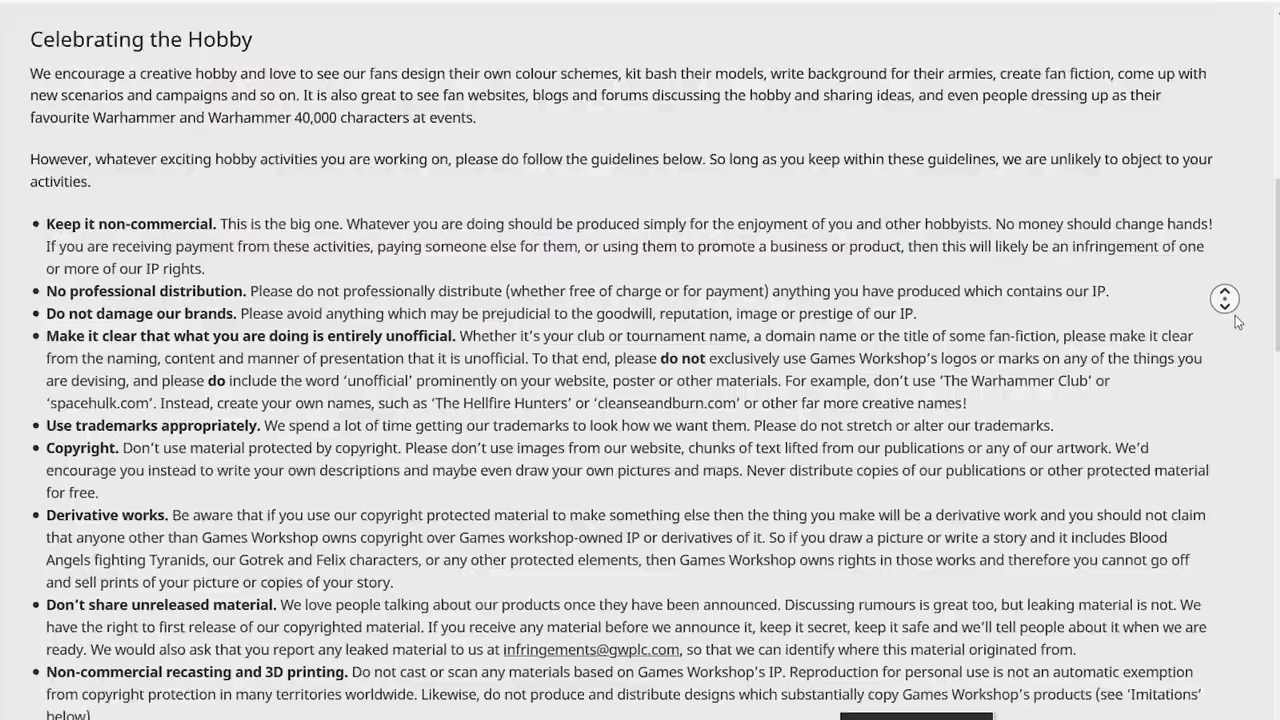 Celebrating the Hobby
We encourage a creative hobby and love to see our fans design their own colour schemes, kit bash their models, write background for their armies, create fan fiction, come up with
new scenarios and campaigns and so on. It is also great to see fan websites, blogs and forums discussing the hobby and sharing ideas, and even people dressing up as their
favourite Warhammer and Warhammer 40,000 characters at events.
However, whatever exciting hobby activities you are working on, please do follow the guidelines below. So long as you keep within these guidelines, we are unlikely to object to your
activities.
• Keep it non-commercial. This is the big one. Whatever you are doing should be produced simply for the enjoyment of you and other hobbyists. No money should change hands!
If you are receiving payment from these activities, paying someone else for them, or using them to promote a business or product, then this will likely be an infringement of one
or more of our IP rights.
• No professional distribution. Please do not professionally distribute (whether free of charge or for payment) anything you have produced which contains our IP.
• Do not damage our brands. Please avoid anything which may be prejudicial to the goodwill, reputation, image or prestige of our IP.
• Make it clear that what you are doing is entirely unofficial. Whether it’s your club or tournament name, a domain name or the title of some fan-fiction, please make it clear
from the naming, content and manner of presentation that it is unofficial. To that end, please do not exclusively use Games Workshop’s logos or marks on any of the things you
are devising, and please do include the word ‘unofficial’ prominently on your website, poster or other materials. For example, don’t use ‘The Warhammer Club’ or
‘spacehulk.com’. Instead, create your own names, such as ‘The Hellfire Hunters’ or ‘cleanseandburn.com’ or other far more creative names!
• Use trademarks appropriately. We spend a lot of time getting our trademarks to look how we want them. Please do not stretch or alter our trademarks.
• Copyright. Don’t use material protected by copyright. Please don’t use images from our website, chunks of text lifted from our publications or any of our artwork. We’d
encourage you instead to write your own descriptions and maybe even draw your own pictures and maps. Never distribute copies of our publications or other protected material
for free.
• Derivative works. Be aware that if you use our copyright protected material to make something else then the thing you make will be a derivative work and you should not claim
that anyone other than Games Workshop owns copyright over Games workshop-owned IP or derivatives of it. So if you draw a picture or write a story and it includes Blood
Angels fighting Tyranids, our Gotrek and Felix characters, or any other protected elements, then Games Workshop owns rights in those works and therefore you cannot go off
and sell prints of your picture or copies of your story.
• Don’t share unreleased material. We love people talking about our products once they have been announced. Discussing rumours is great too, but leaking material is not. We
have the right to first release of our copyrighted material. If you receive any material before we announce it, keep it secret, keep it safe and we’ll tell people about it when we are
ready. We would also ask that you report any leaked material to us at infringements@gwplc.com, so that we can identify where this material originated from.
• Non-commercial recasting and 3D printing. Do not cast or scan any materials based on Games Workshop’s IP. Reproduction for personal use is not an automatic exemption
from copyright protection in many territories worldwide. Likewise, do not produce and distribute designs which substantially copy Games Workshop’s products (see ‘Imitations’
below)